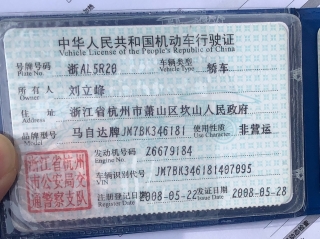 中华人民共和国机动车行驶证
Vehicle License of the People's Republic of China
号牌号码 浙AL5R20 车辆类型 轿车
Plate No. Vehicle Type
所有人 刘立峰
Owner
住址 浙江省杭州市萧山区坎山人民政府
Address
品牌型号 马自达牌JM7BK346181 使用性质 非营运
Model Use Character
发动机号码 Z6679184
Engine No.
浙江省杭州
市公安局交
通警察支队
车辆识别代号 JM7BK346181407095
VIN
注册登记日期 2008-05-22 发证日期 2008-05-28
Register Date Issue Date